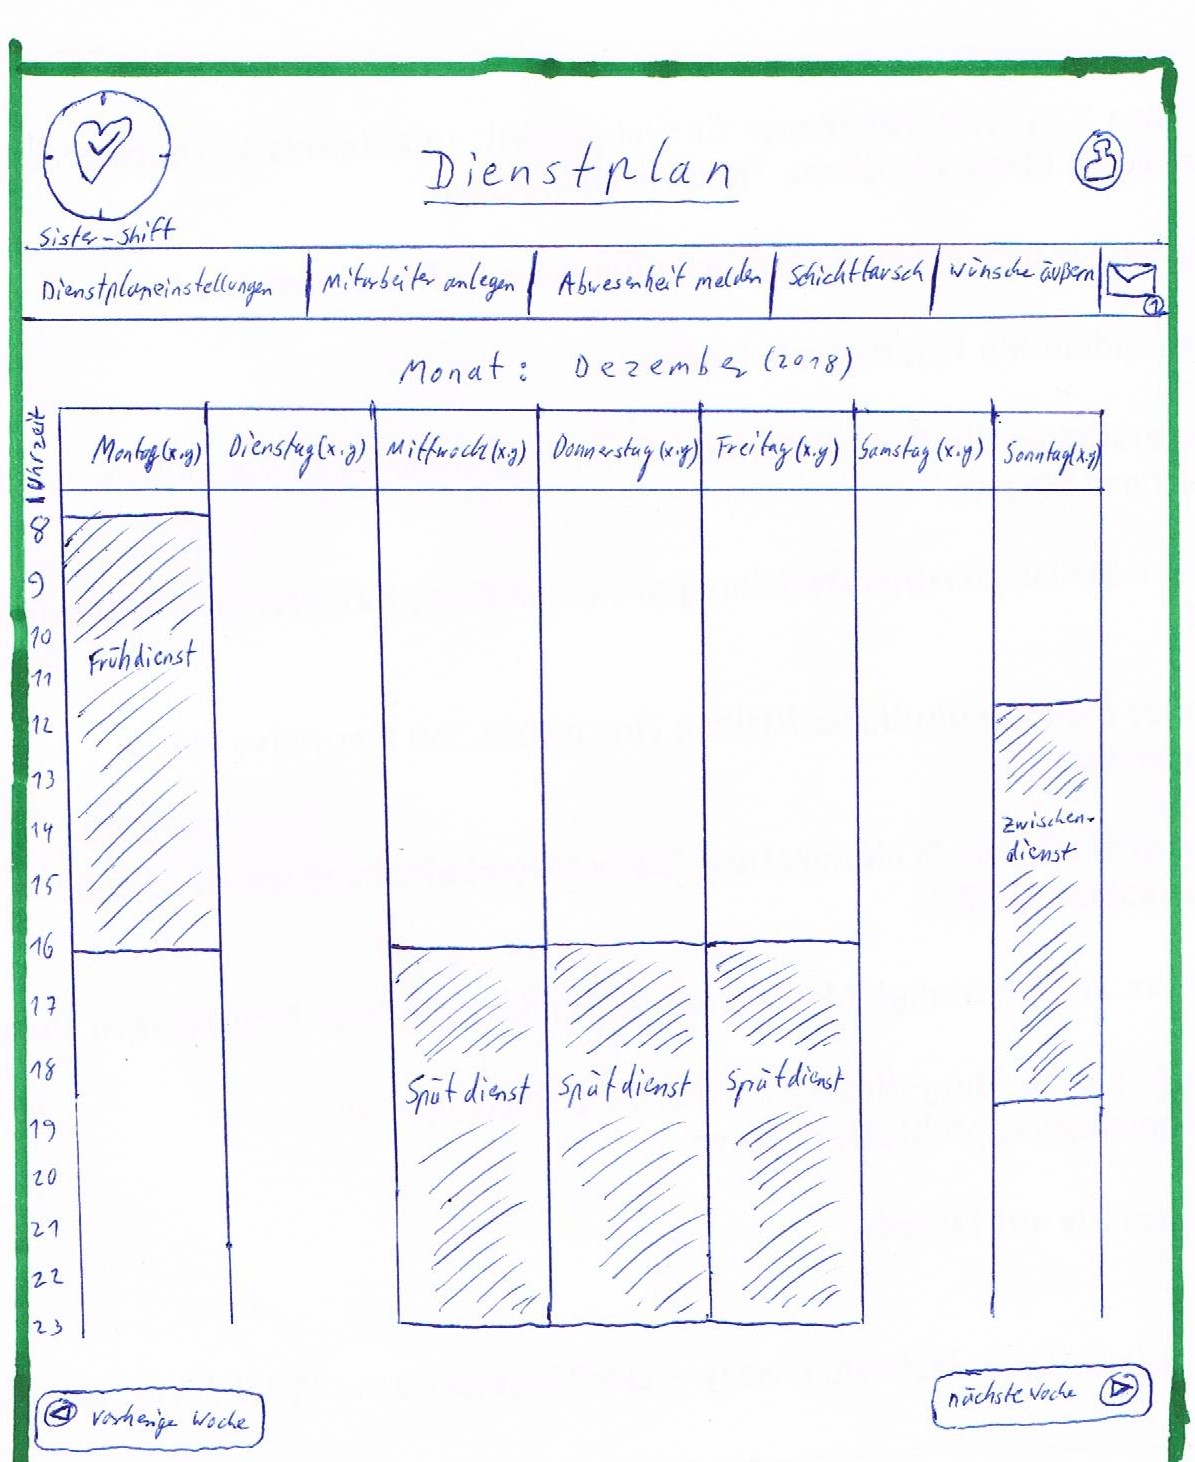 Dienstplan
Sister-Shift
Dienstplaneinstellungen Mitarbeiter anlegen Abwesenheit melden Schichttausch Wünsche äußern 1
Monat: Dezember (2018)
Uhrzeit Montag (x.y) Dienstag (x.y) Mittwoch (x.y) Donnerstag (x.y) Freitag (x.y) Samstag (x.y) Sonntag (x.y)
8
9
10
Frühdienst
11
12
13
14
Zwischen-
dienst
15
16
17
18
Spätdienst Spätdienst Spätdienst
19
20
21
22
23
vorherige Woche
nächste Woche